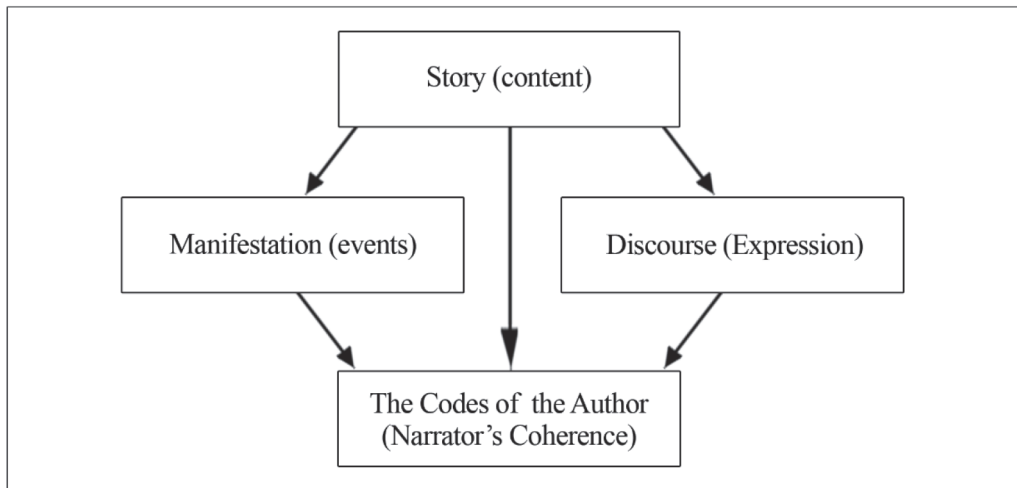 Story (content)
Manifestation (events)
Discourse (Expression)
The Codes of the Author
(Narrator's Coherence)